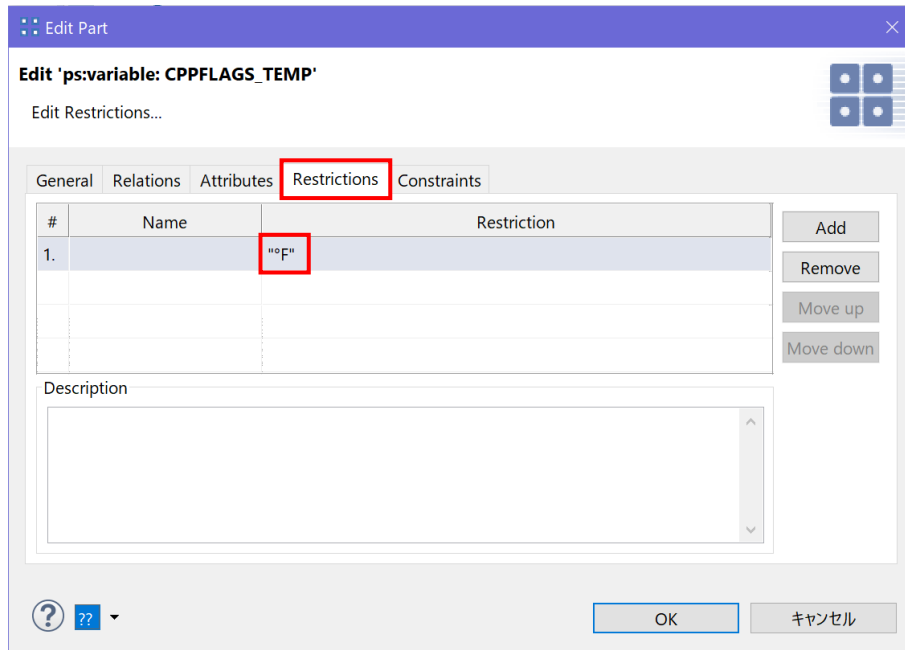 Edit Part
Edit 'ps:variable: CPPFLAGS_TEMP'
Edit Restrictions...
General Relations Attributes Restrictions Constraints
# Name Restriction
1. "°F"
Add
Remove
Move up
Move down
Description
? ?? OK キャンセル